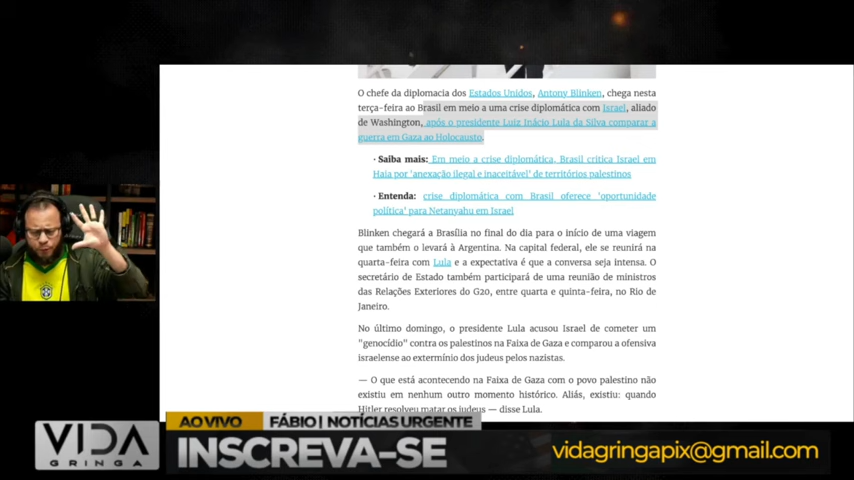 O chefe da diplomacia dos Estados Unidos, Antony Blinken, chega nesta
terça-feira ao Brasil em meio a uma crise diplomática com Israel, aliado
de Washington, após o presidente Luiz Inácio Lula da Silva comparar a
guerra em Gaza ao Holocausto.
· Saiba mais: Em meio a crise diplomática, Brasil critica Israel em
Haia por 'anexação ilegal e inaceitável' de territórios palestinos
· Entenda: crise diplomática com Brasil oferece 'oportunidade
política' para Netanyahu em Israel
Blinken chegará a Brasília no final do dia para o início de uma viagem
que também o levará à Argentina. Na capital federal, ele se reunirá na
quarta-feira com Lula e a expectativa é que a conversa seja intensa. O
secretário de Estado também participará de uma reunião de ministros
das Relações Exteriores do G20, entre quarta e quinta-feira, no Rio de
Janeiro.
No último domingo, o presidente Lula acusou Israel de cometer um
"genocídio" contra os palestinos na Faixa de Gaza e comparou a ofensiva
israelense ao extermínio dos judeus pelos nazistas.
— O que está acontecendo na Faixa de Gaza com o povo palestino não
existiu em nenhum outro momento histórico. Aliás, existiu: quando
Hitler resolveu matar os judeus — disse Lula.
AO VIVO FÁBIO | NOTÍCIAS URGENTE
VIDA
GRINGA
INSCREVA-SE
vidagringapix@gmail.com